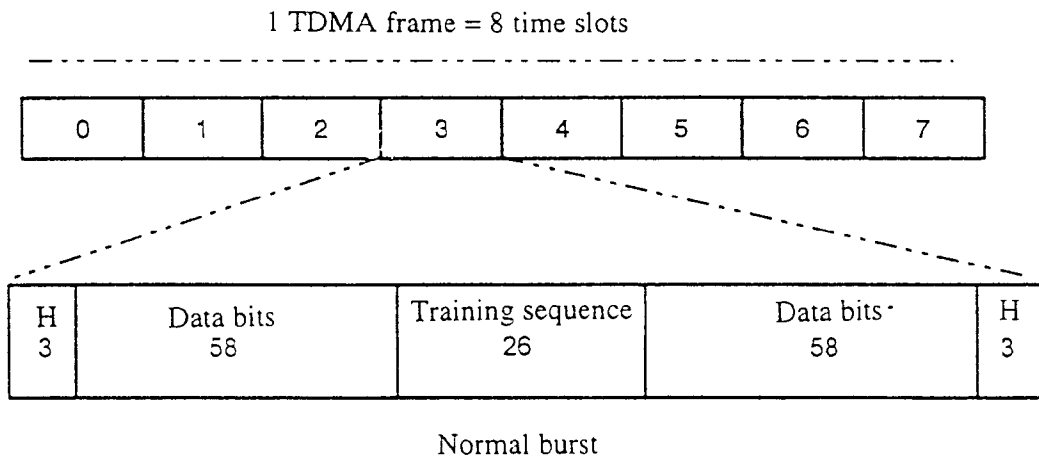 1 TDMA frame = 8 time slots
0 1 2 3 4 5 6 7
H Data bits Training sequence Data bits H
3 58 26 58 3
Normal burst